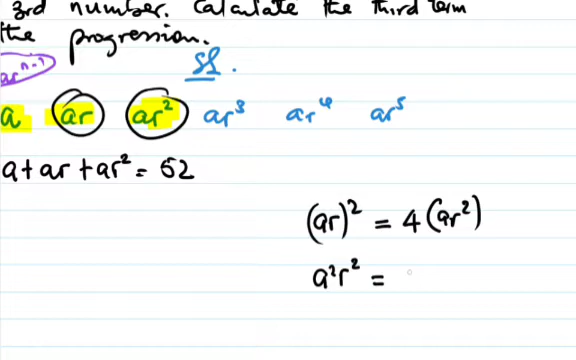 3rd number. Calculate the third term
the progression.
ar^n-1
Sl.
a ar ar² ar³ ar⁴ ar⁵
a + ar + ar² = 52
(ar)² = 4(ar²)
a²r² =